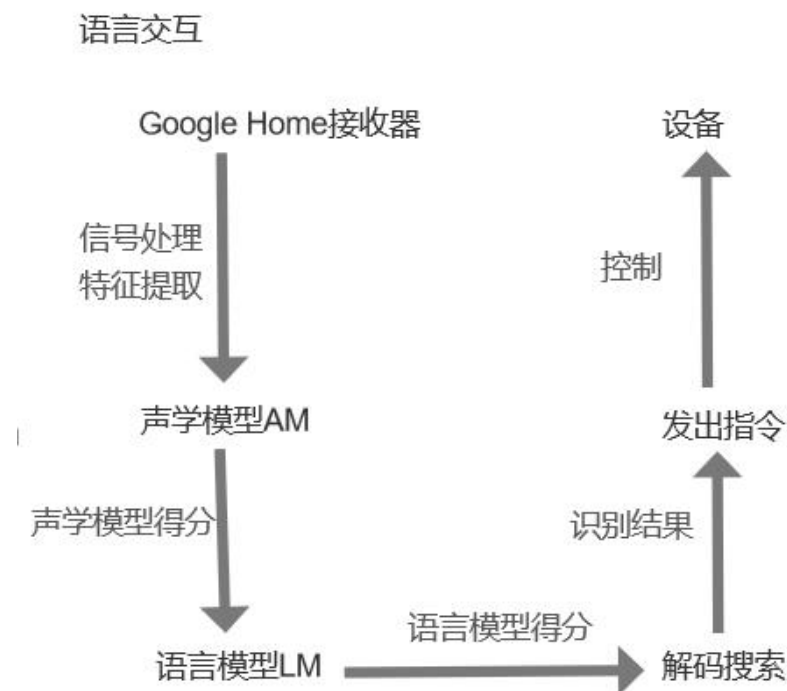 语言交互
Google Home接收器
设备
信号处理
特征提取
控制
声学模型AM
发出指令
声学模型得分
识别结果
语言模型得分
语言模型LM
解码搜索